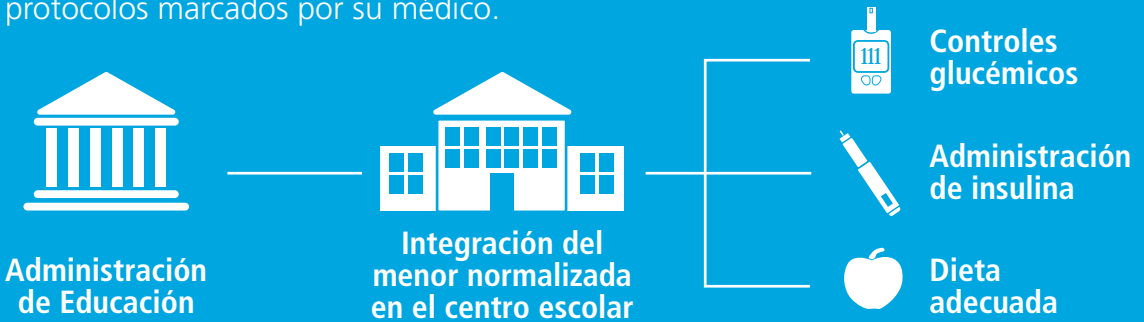 protocolos marcados por su médico.
Administración
de Educación
Integración del
menor normalizada
en el centro escolar
111
Controles
glucémicos
Administración
de insulina
Dieta
adecuada